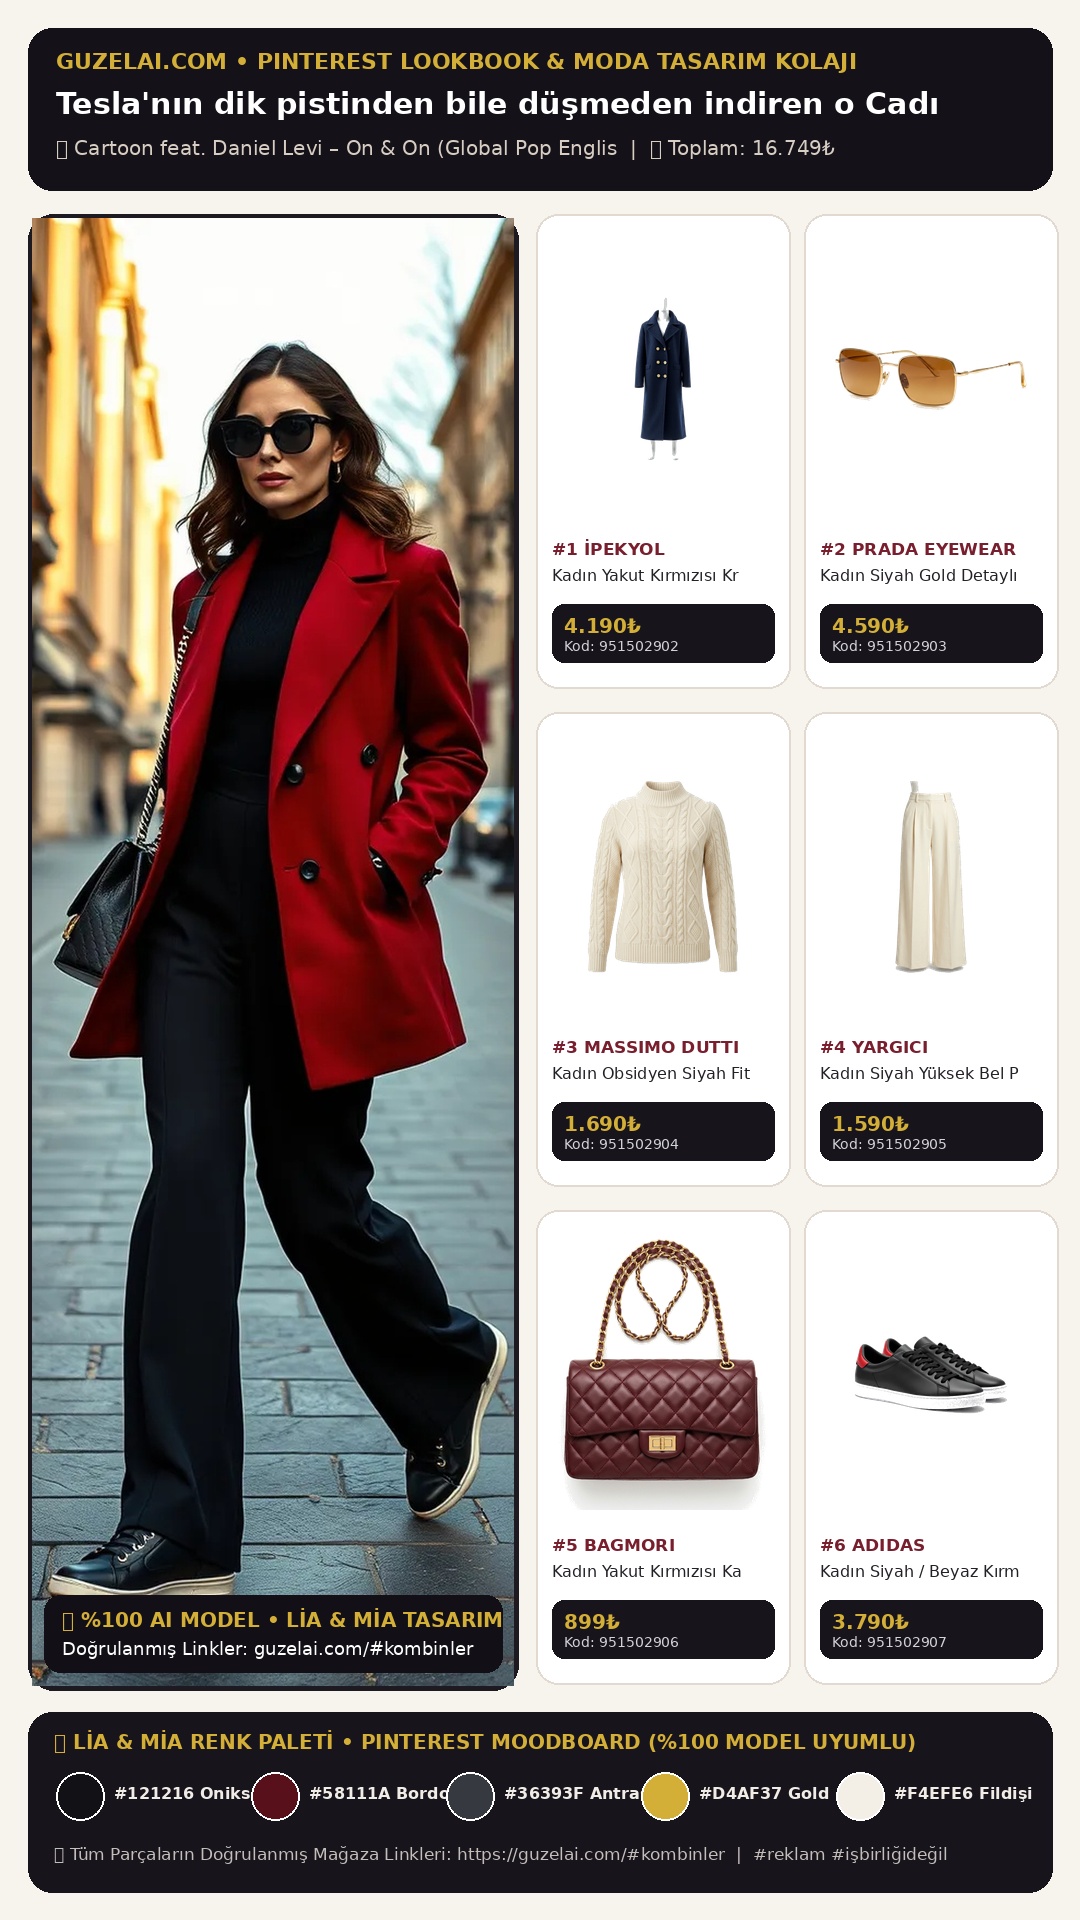 GUZELAI.COM • PINTEREST LOOKBOOK & MODA TASARIM KOLAJI
Tesla'nın dik pistinden bile düşmeden indiren o Cadı
Cartoon feat. Daniel Levi – On & On (Global Pop Englis | Toplam: 16.749₺
#1 İPEKYOL
Kadın Yakut Kırmızısı Kr
4.190₺
Kod: 951502902
#2 PRADA EYEWEAR
Kadın Siyah Gold Detaylı
4.590₺
Kod: 951502903
#3 MASSIMO DUTTI
Kadın Obsidyen Siyah Fit
1.690₺
Kod: 951502904
#4 YARGICI
Kadın Siyah Yüksek Bel P
1.590₺
Kod: 951502905
#5 BAGMORI
Kadın Yakut Kırmızısı Ka
899₺
Kod: 951502906
#6 ADIDAS
Kadın Siyah / Beyaz Kırm
3.790₺
Kod: 951502907
%100 AI MODEL • LİA & MİA TASARIM
Doğrulanmış Linkler: guzelai.com/#kombinler
LİA & MİA RENK PALETİ • PINTEREST MOODBOARD (%100 MODEL UYUMLU)
#121216 Oniks #58111A Bordo #36393F Antra #D4AF37 Gold #F4EFE6 Fildişi
Tüm Parçaların Doğrulanmış Mağaza Linkleri: https://guzelai.com/#kombinler | #reklam #işbirliğideğil